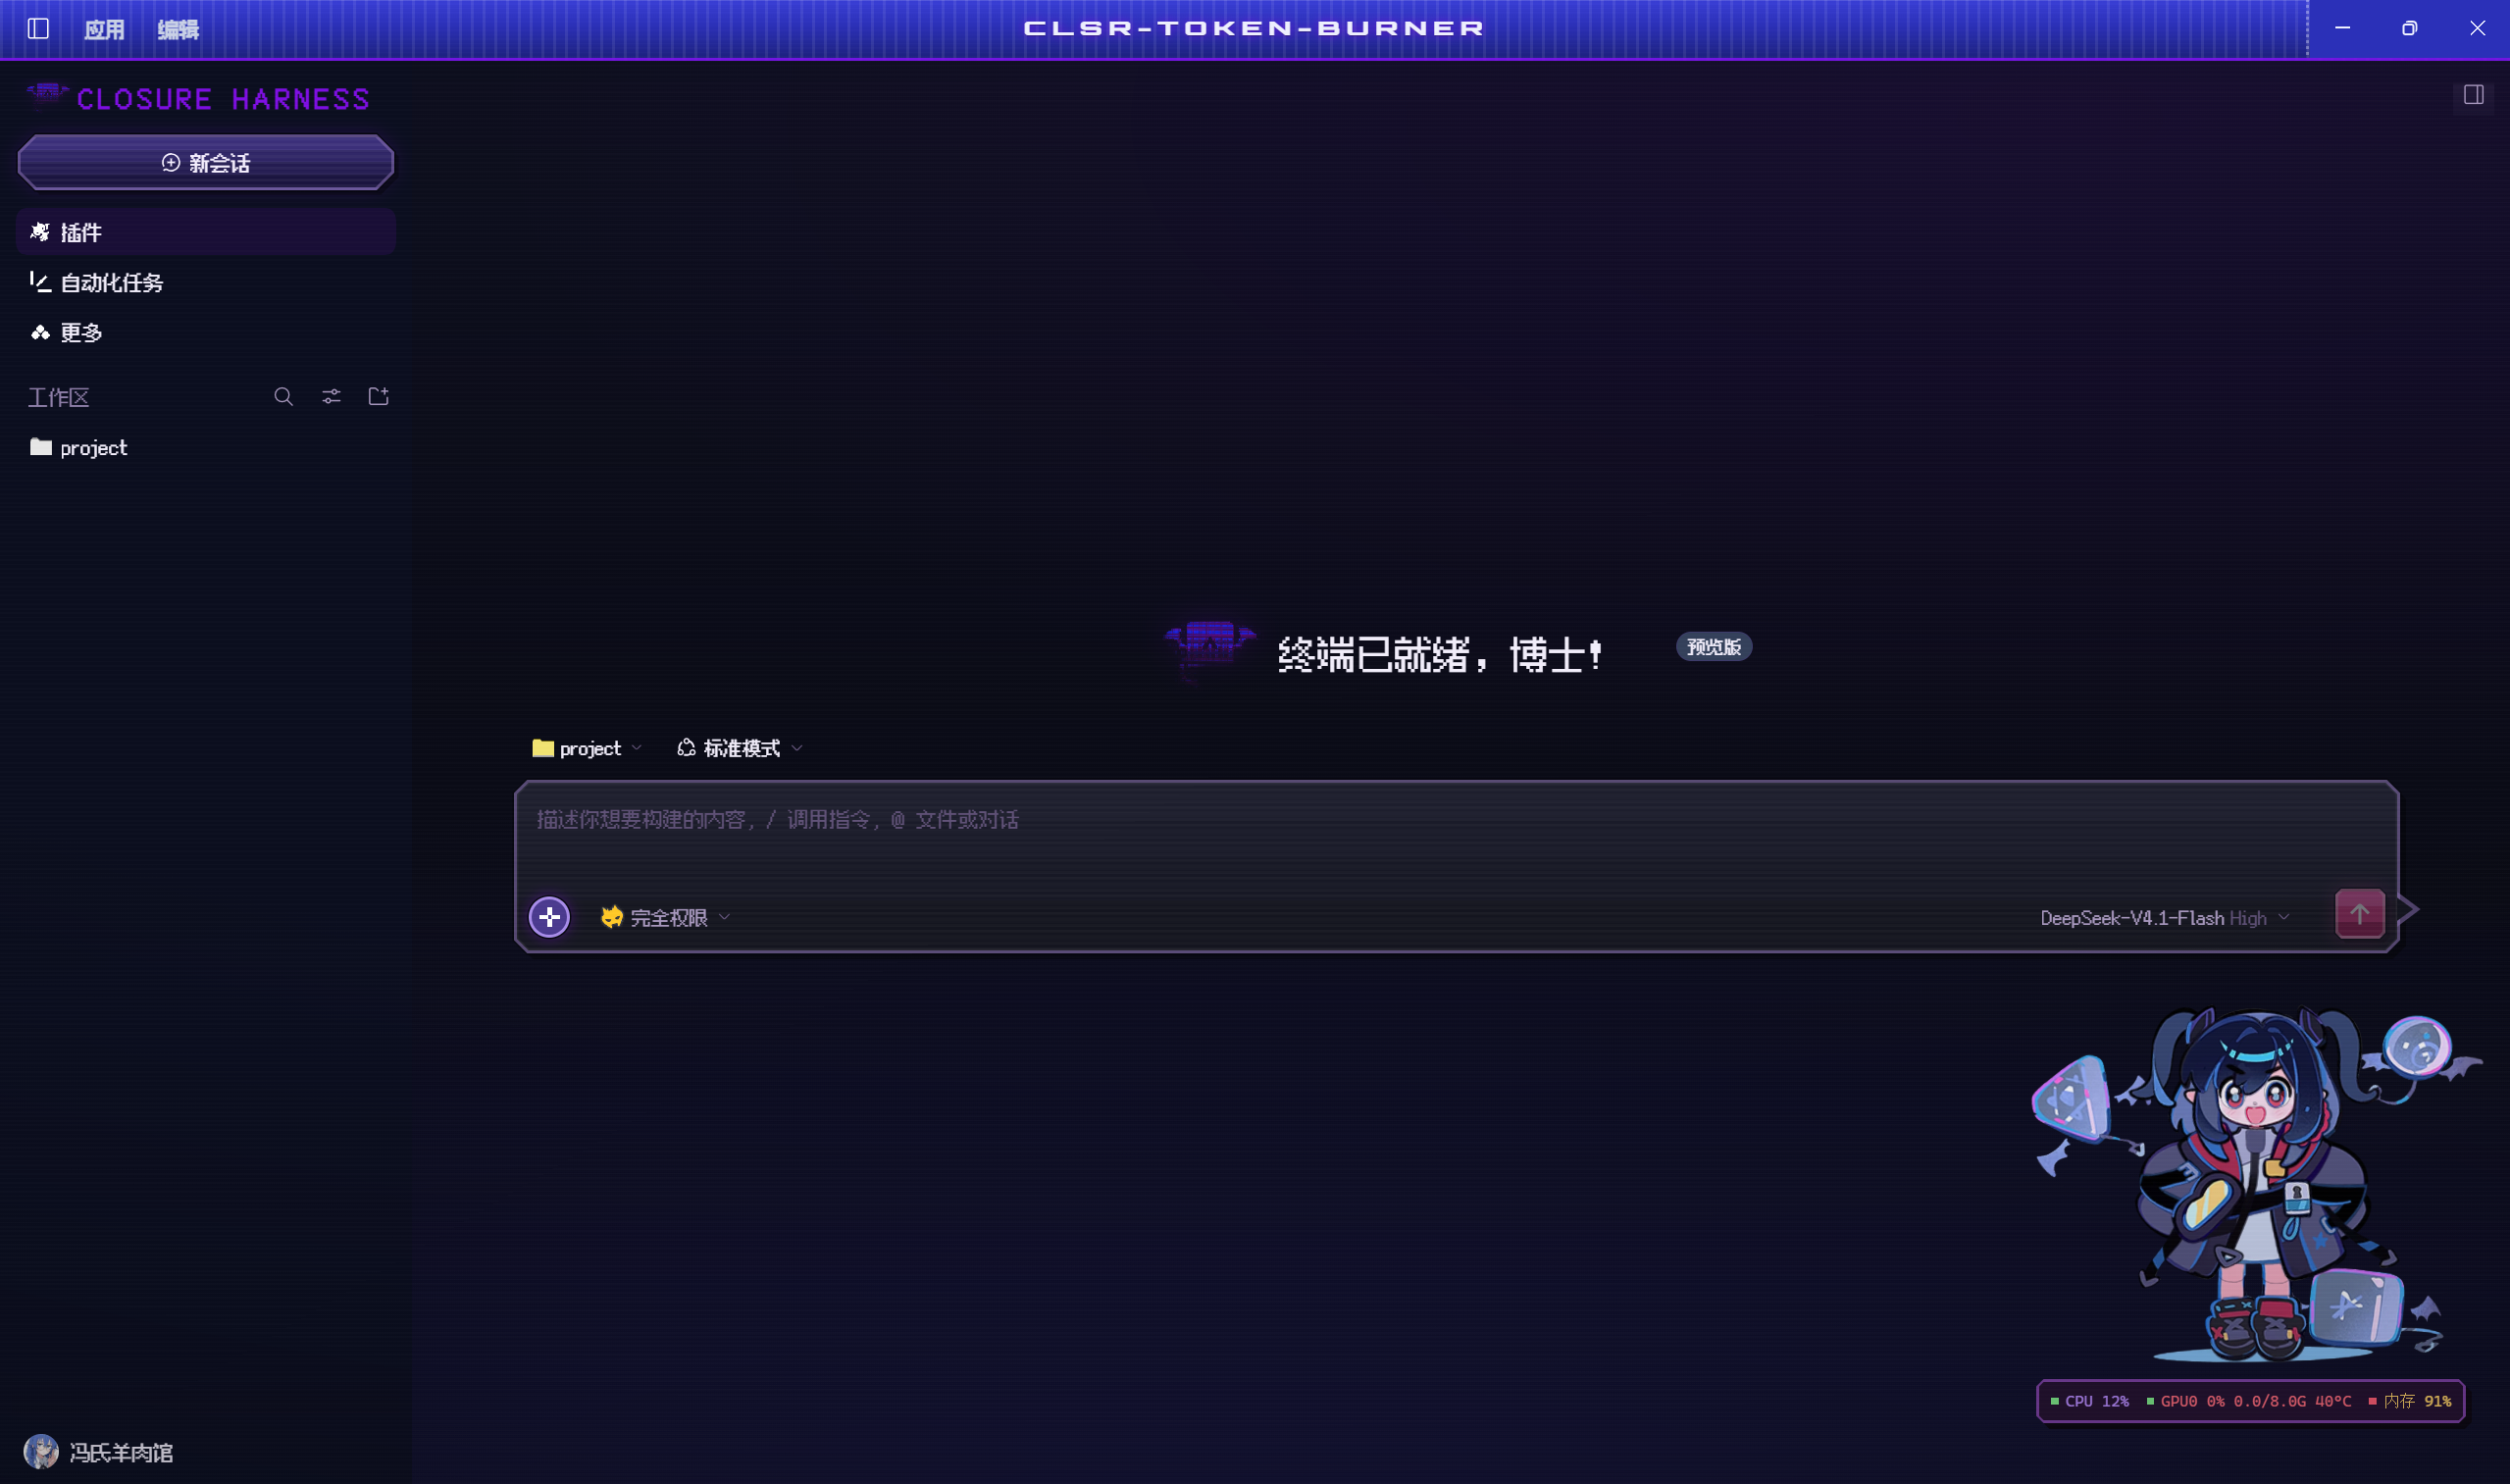 应用 编辑 CLSR-TOKEN-BURNER
CLOSURE HARNESS
新会话
插件
自动化任务
更多
工作区
project
终端已就绪，博士！ 预览版
project 标准模式
描述你想要构建的内容，/ 调用指令，@ 文件或对话
完全权限 DeepSeek-V4.1-Flash High
CPU 12% GPU0 0% 0.0/8.0G 40°C 内存 91%
冯氏羊肉馆